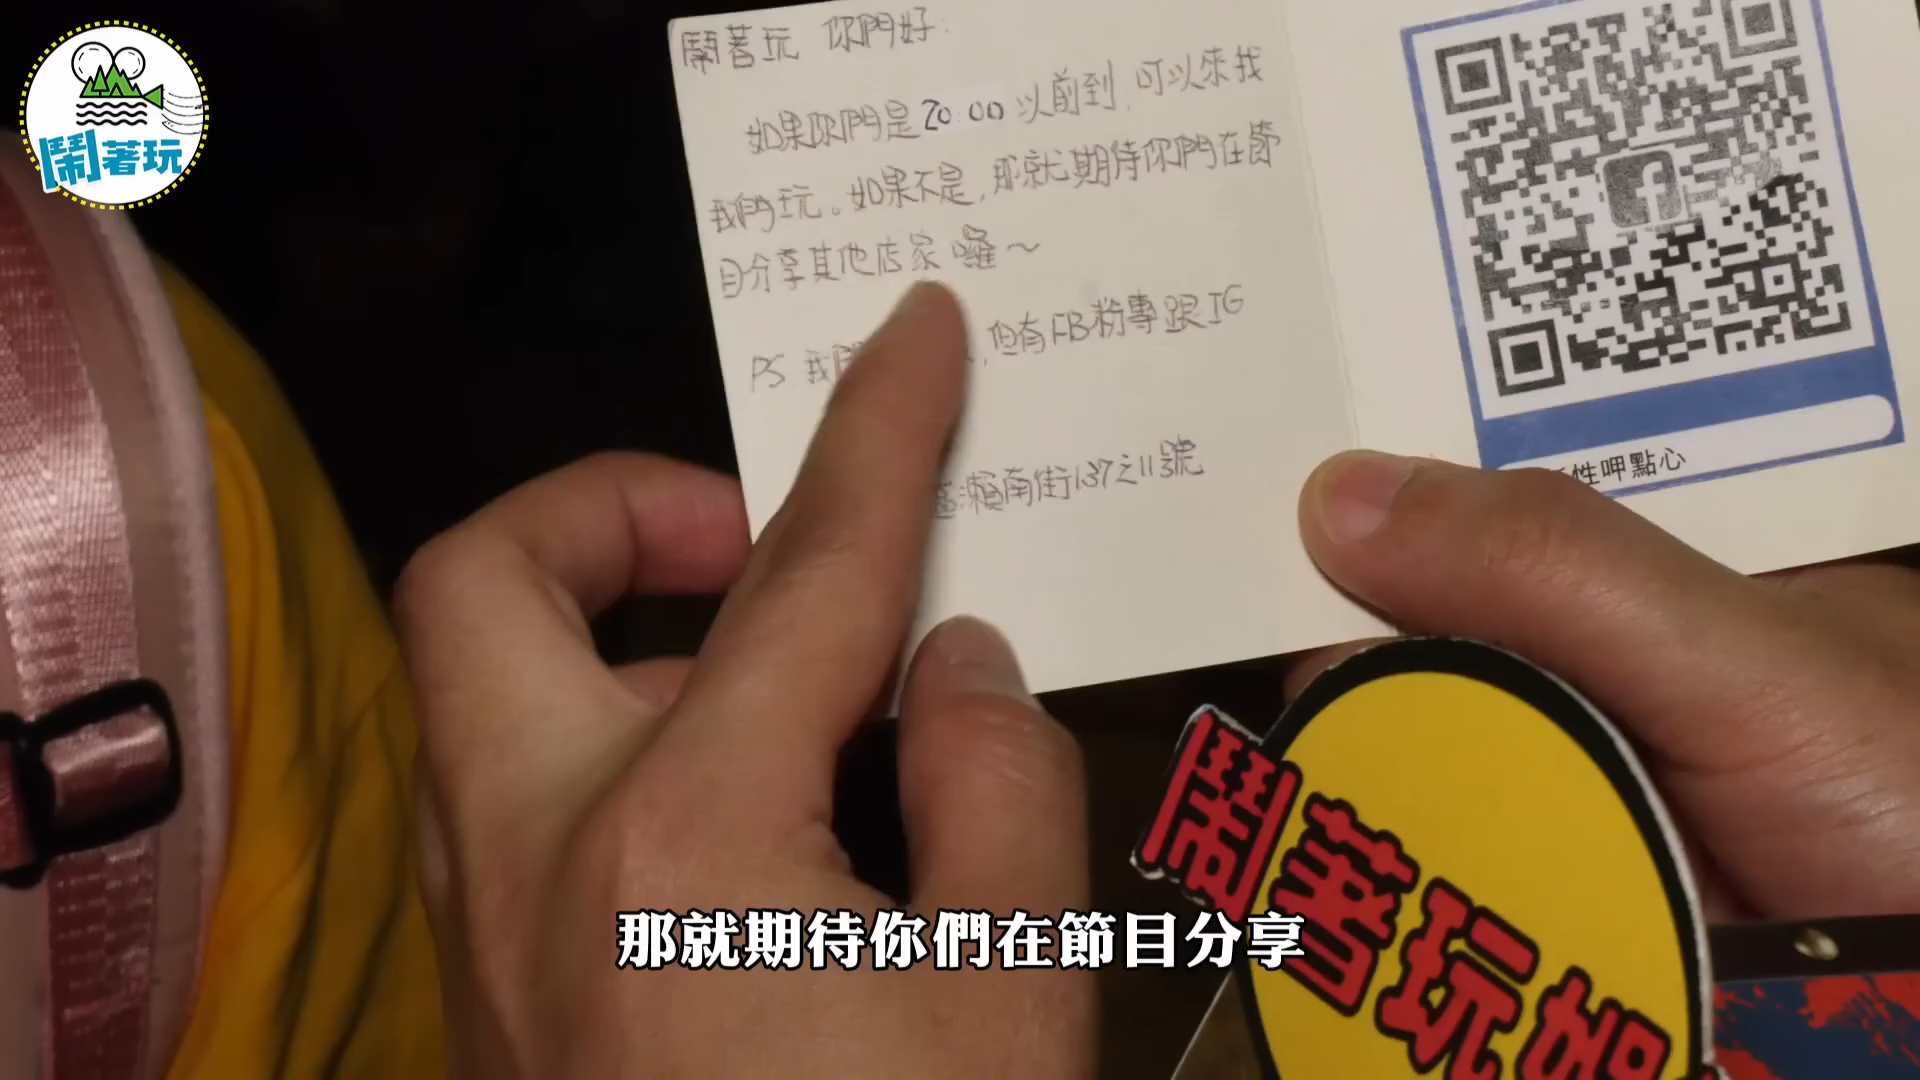 鬧著玩
鬧著玩 你們好:
如果你們是20:00以前到,可以來找
我們玩。如果不是,那就期待你們在節
目分享其他店家囉～
PS 我們 ,但有FB粉專跟IG
瀨南街137之11號
性呷點心
鬧著玩
那就期待你們在節目分享